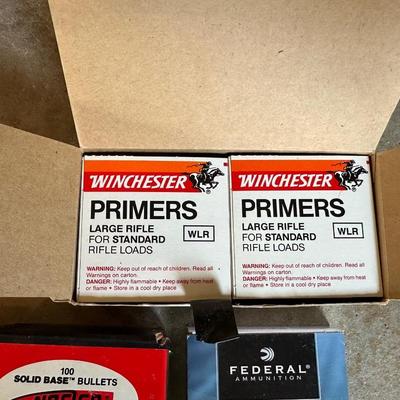 WINCHESTER®
PRIMERS
LARGE RIFLE
FOR STANDARD
RIFLE LOADS
WLR
WARNING: Keep out of reach of children. Read all
Warnings on carton.
DANGER: Highly flammable • Keep away from heat
or flame • Store in a cool dry place
WINCHESTER®
PRIMERS
LARGE RIFLE
FOR STANDARD
RIFLE LOADS
WLR
WARNING: Keep out of reach of children. Read all
Warnings on carton.
DANGER: Highly flammable • Keep away from heat
or flame • Store in a cool dry place
100
SOLID BASE® BULLETS
FEDERAL
AMMUNITION